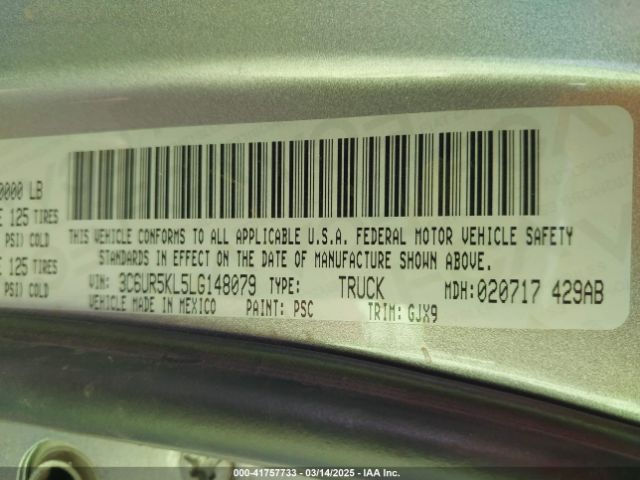 0000 LB
E 125 TIRES
PSI) COLD
E 125 TIRES
PSI) COLD
THIS VEHICLE CONFORMS TO ALL APPLICABLE U.S.A. FEDERAL MOTOR VEHICLE SAFETY
STANDARDS IN EFFECT ON THE DATE OF MANUFACTURE SHOWN ABOVE.
VIN: 3C6UR5KL5LG148079 TYPE: TRUCK MDH:020717 429AB
VEHICLE MADE IN MEXICO PAINT: PSC TRIM: GJX9
000-41757733 — 03/14/2025 — IAA Inc.